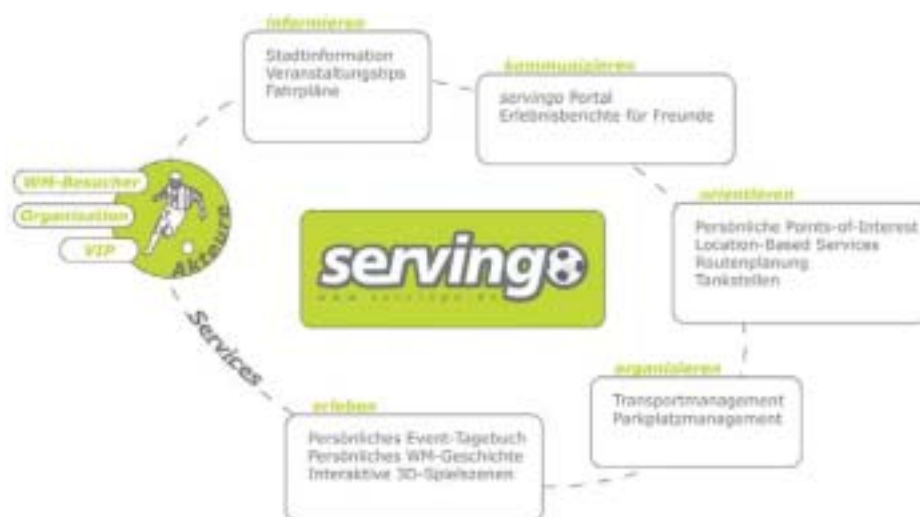 informieren
Stadtinformation
Veranstaltungstips
Fahrpläne
kommunizieren
servingo Portal
Erlebnisberichte für Freunde
orientieren
Persönliche Points-of-Interest
Location-Based Services
Routenplanung
Tankstellen
organisieren
Transportmanagement
Parkplatzmanagement
erleben
Persönliches Event-Tagebuch
Persönliches WM-Geschichte
Interaktive 3D-Spielszenen
Services
WM-Besucher
Organisation
VIP
Akteure
servingo